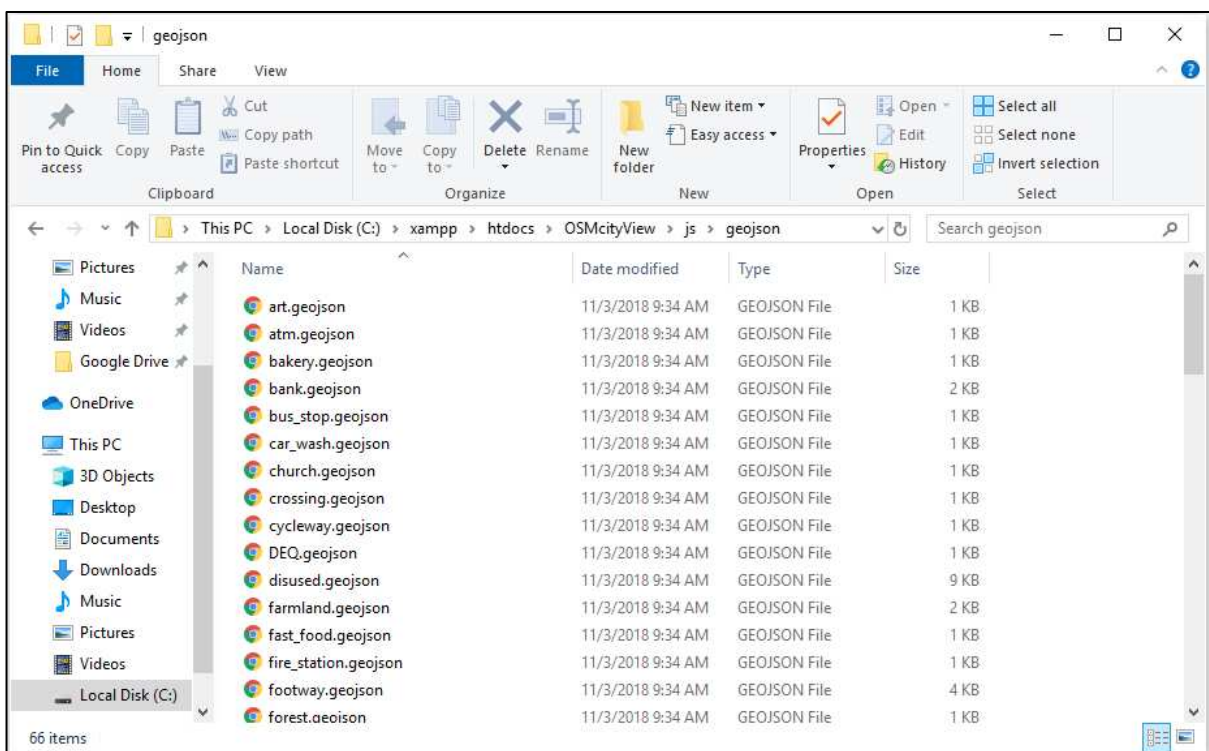 geojson
File Home Share View
Pin to Quick access
Copy
Paste
Cut
Copy path
Paste shortcut
Clipboard
Move to
Copy to
Delete
Rename
Organize
New folder
New item
Easy access
New
Properties
Open
Edit
History
Open
Select all
Select none
Invert selection
Select
This PC > Local Disk (C:) > xampp > htdocs > OSMcityView > js > geojson
Search geojson
Pictures
Music
Videos
Google Drive
OneDrive
This PC
3D Objects
Desktop
Documents
Downloads
Music
Pictures
Videos
Local Disk (C:)
Name Date modified Type Size
art.geojson 11/3/2018 9:34 AM GEOJSON File 1 KB
atm.geojson 11/3/2018 9:34 AM GEOJSON File 1 KB
bakery.geojson 11/3/2018 9:34 AM GEOJSON File 1 KB
bank.geojson 11/3/2018 9:34 AM GEOJSON File 2 KB
bus_stop.geojson 11/3/2018 9:34 AM GEOJSON File 1 KB
car_wash.geojson 11/3/2018 9:34 AM GEOJSON File 1 KB
church.geojson 11/3/2018 9:34 AM GEOJSON File 1 KB
crossing.geojson 11/3/2018 9:34 AM GEOJSON File 1 KB
cycleway.geojson 11/3/2018 9:34 AM GEOJSON File 1 KB
DEQ.geojson 11/3/2018 9:34 AM GEOJSON File 1 KB
disused.geojson 11/3/2018 9:34 AM GEOJSON File 9 KB
farmland.geojson 11/3/2018 9:34 AM GEOJSON File 2 KB
fast_food.geojson 11/3/2018 9:34 AM GEOJSON File 1 KB
fire_station.geojson 11/3/2018 9:34 AM GEOJSON File 1 KB
footway.geojson 11/3/2018 9:34 AM GEOJSON File 4 KB
forest.geojson 11/3/2018 9:34 AM GEOJSON File 1 KB
66 items